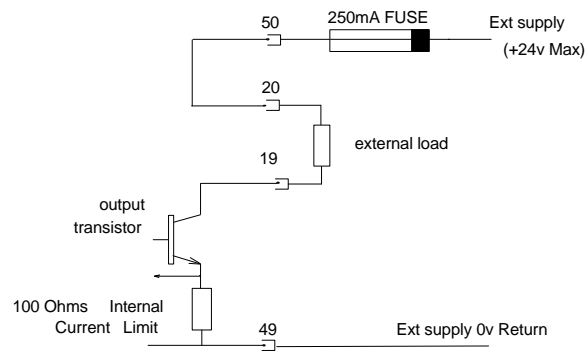 50
250mA FUSE
Ext supply
(+24v Max)
20
external load
19
output
transistor
100 Ohms Internal
Current Limit
49
Ext supply 0v Return